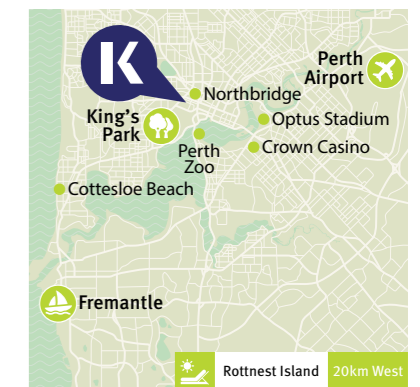 K
Perth
Airport
Northbridge
King's
Park
Optus Stadium
Perth
Zoo
Crown Casino
Cottesloe Beach
Fremantle
Rottnest Island 20km West